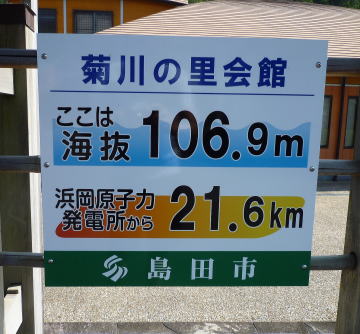 菊川の里会館
ここは
海抜 106.9m
浜岡原子力
発電所から 21.6km
島田市